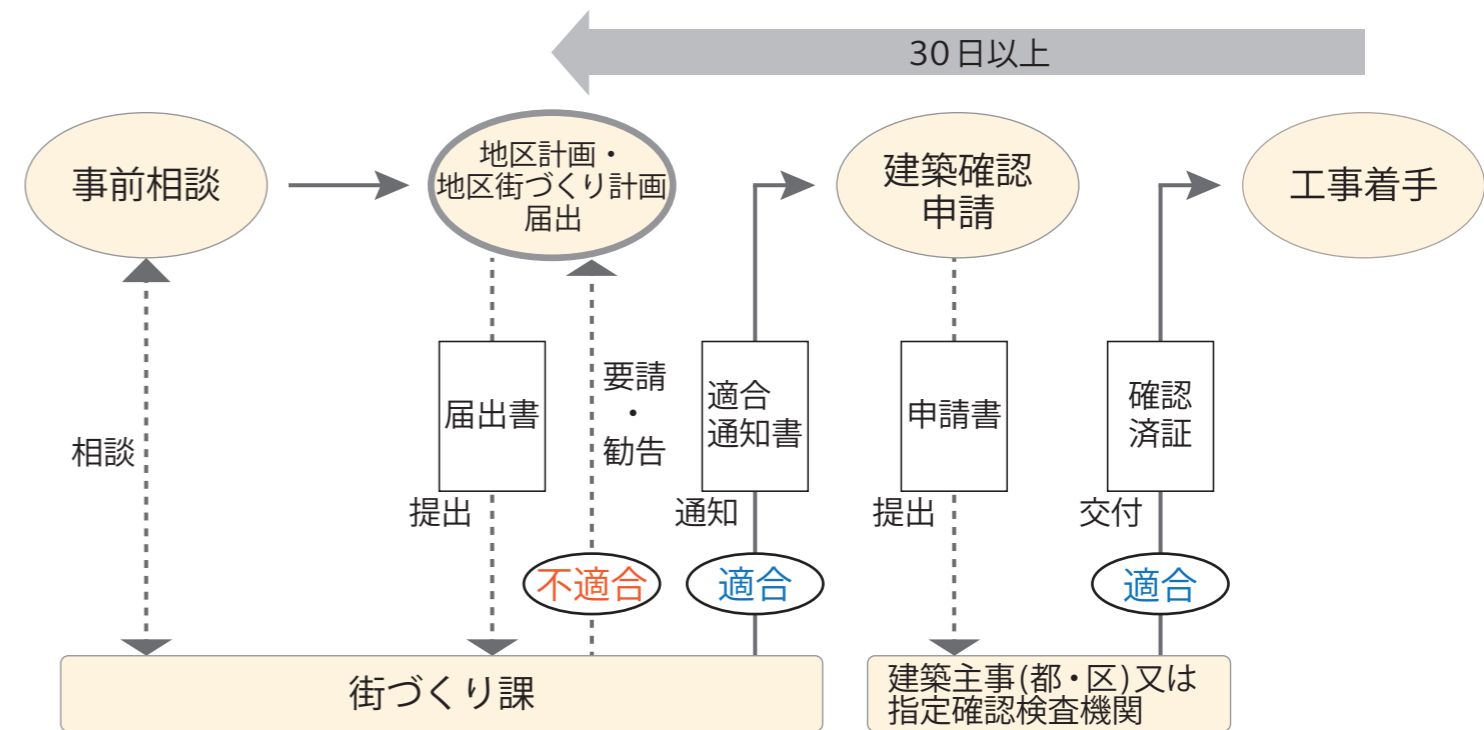 30日以上
事前相談
地区計画・
地区街づくり計画
届出
建築確認
申請
工事着手
相談
届出書
提出
要請
・
勧告
不適合
適合
通知書
通知
適合
申請書
提出
確認
済証
交付
適合
街づくり課
建築主事(都・区)又は
指定確認検査機関